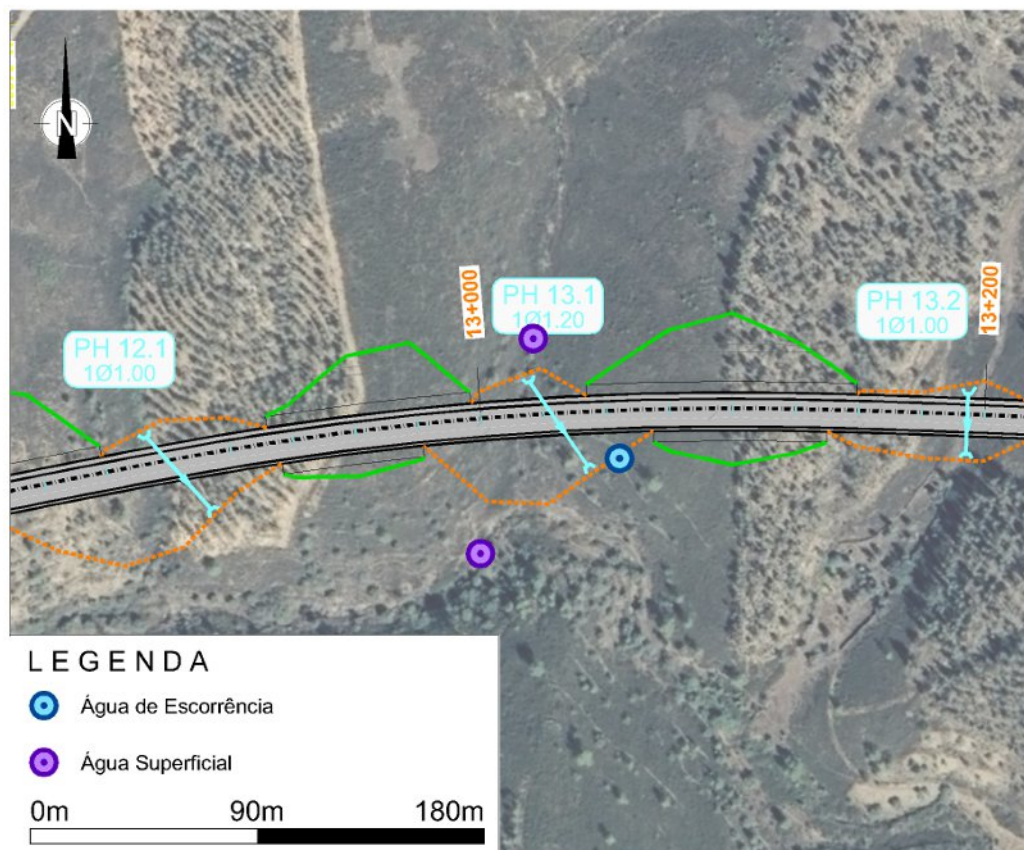 N
13+000
PH 13.1
1Ø1.20
PH 13.2
1Ø1.00
13+200
PH 12.1
1Ø1.00
LEGENDA
Água de Escorrência
Água Superficial
0m 90m 180m